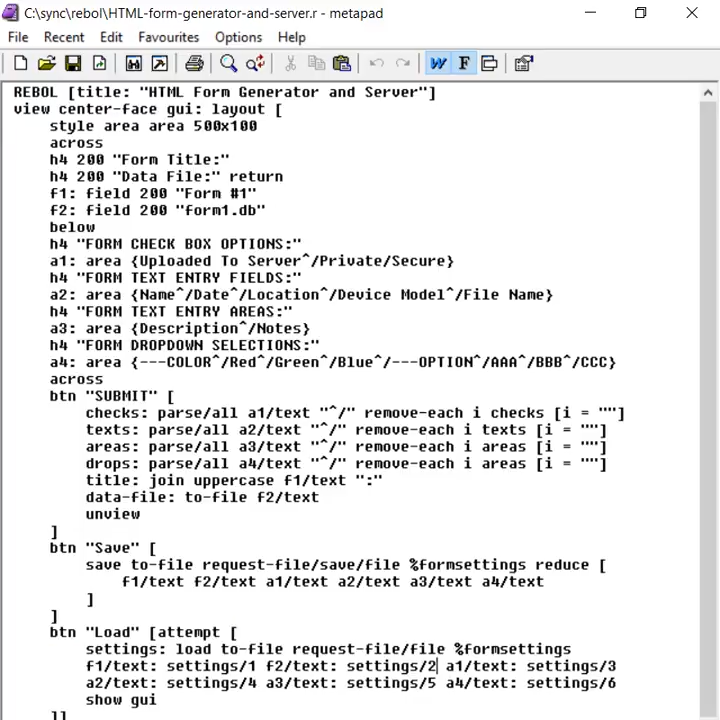 C:\sync\rebol\HTML-form-generator-and-server.r - metapad
File Recent Edit Favourites Options Help
W F
REBOL [title: "HTML Form Generator and Server"]
view center-face gui: layout [
    style area area 500x100
    across
    h4 200 "Form Title:"
    h4 200 "Data File:" return
    f1: field 200 "Form #1"
    f2: field 200 "form1.db"
    below
    h4 "FORM CHECK BOX OPTIONS:"
    a1: area {Uploaded To Server^/Private/Secure}
    h4 "FORM TEXT ENTRY FIELDS:"
    a2: area {Name^/Date^/Location^/Device Model^/File Name}
    h4 "FORM TEXT ENTRY AREAS:"
    a3: area {Description^/Notes}
    h4 "FORM DROPDOWN SELECTIONS:"
    a4: area {---COLOR^/Red^/Green^/Blue^/---OPTION^/AAA^/BBB^/CCC}
    across
    btn "SUBMIT" [
        checks: parse/all a1/text "^/" remove-each i checks [i = ""]
        texts: parse/all a2/text "^/" remove-each i texts [i = ""]
        areas: parse/all a3/text "^/" remove-each i areas [i = ""]
        drops: parse/all a4/text "^/" remove-each i areas [i = ""]
        title: join uppercase f1/text ":"
        data-file: to-file f2/text
        unview
    ]
    btn "Save" [
        save to-file request-file/save/file %formsettings reduce [
            f1/text f2/text a1/text a2/text a3/text a4/text
        ]
    ]
    btn "Load" [attempt [
        settings: load to-file request-file/file %formsettings
        f1/text: settings/1 f2/text: settings/2 a1/text: settings/3
        a2/text: settings/4 a3/text: settings/5 a4/text: settings/6
        show gui
    ]]